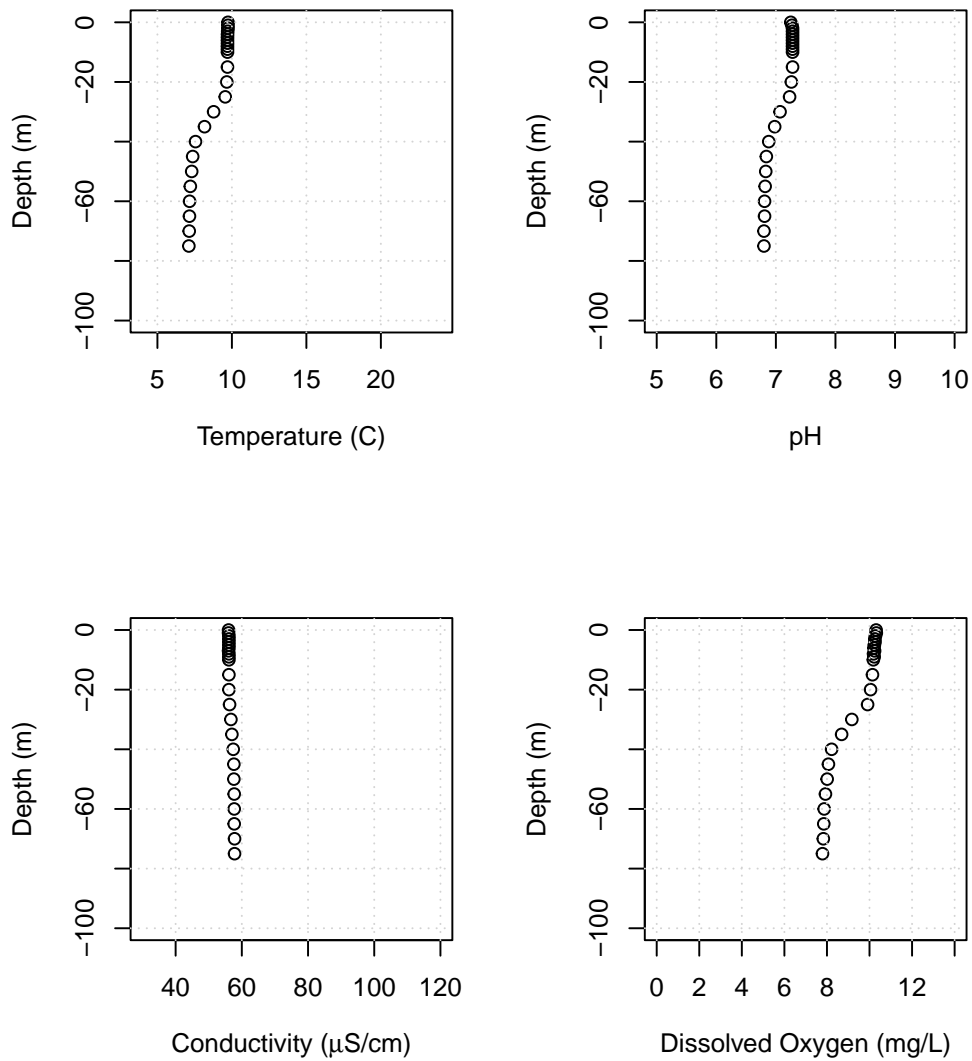 0
−20
−60
−100
Depth (m)
5 10 15 20
Temperature (C)
0
−20
−60
−100
Depth (m)
5 6 7 8 9 10
pH
0
−20
−60
−100
Depth (m)
40 60 80 100 120
Conductivity (μS/cm)
0
−20
−60
−100
Depth (m)
0 2 4 6 8 12
Dissolved Oxygen (mg/L)